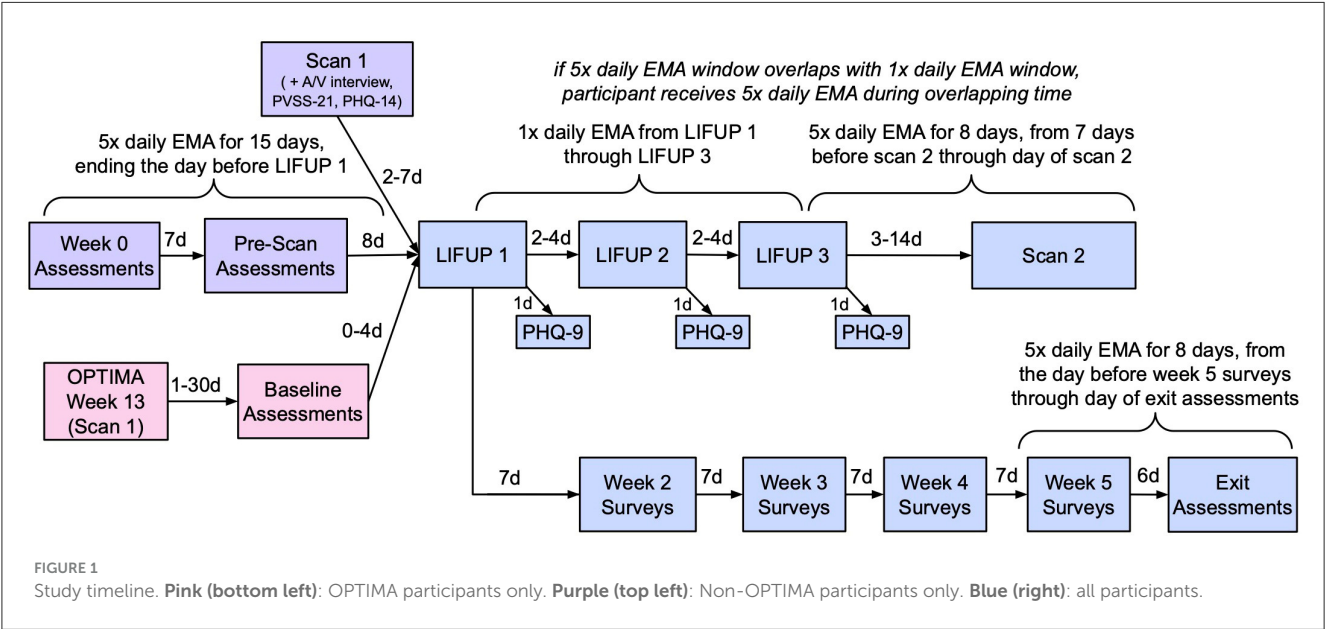 Scan 1
( + A/V interview,
PVSS-21, PHQ-14)
if 5x daily EMA window overlaps with 1x daily EMA window,
participant receives 5x daily EMA during overlapping time
5x daily EMA for 15 days,
ending the day before LIFUP 1
2-7d
1x daily EMA from LIFUP 1
through LIFUP 3
5x daily EMA for 8 days, from 7 days
before scan 2 through day of scan 2
Week 0
Assessments
7d
Pre-Scan
Assessments
8d
LIFUP 1
2-4d
LIFUP 2
2-4d
LIFUP 3
3-14d
Scan 2
1d
PHQ-9
1d
PHQ-9
1d
PHQ-9
0-4d
OPTIMA
Week 13
(Scan 1)
1-30d
Baseline
Assessments
5x daily EMA for 8 days, from
the day before week 5 surveys
through day of exit assessments
7d
Week 2
Surveys
7d
Week 3
Surveys
7d
Week 4
Surveys
7d
Week 5
Surveys
6d
Exit
Assessments
FIGURE 1
Study timeline. Pink (bottom left): OPTIMA participants only. Purple (top left): Non-OPTIMA participants only. Blue (right): all participants.